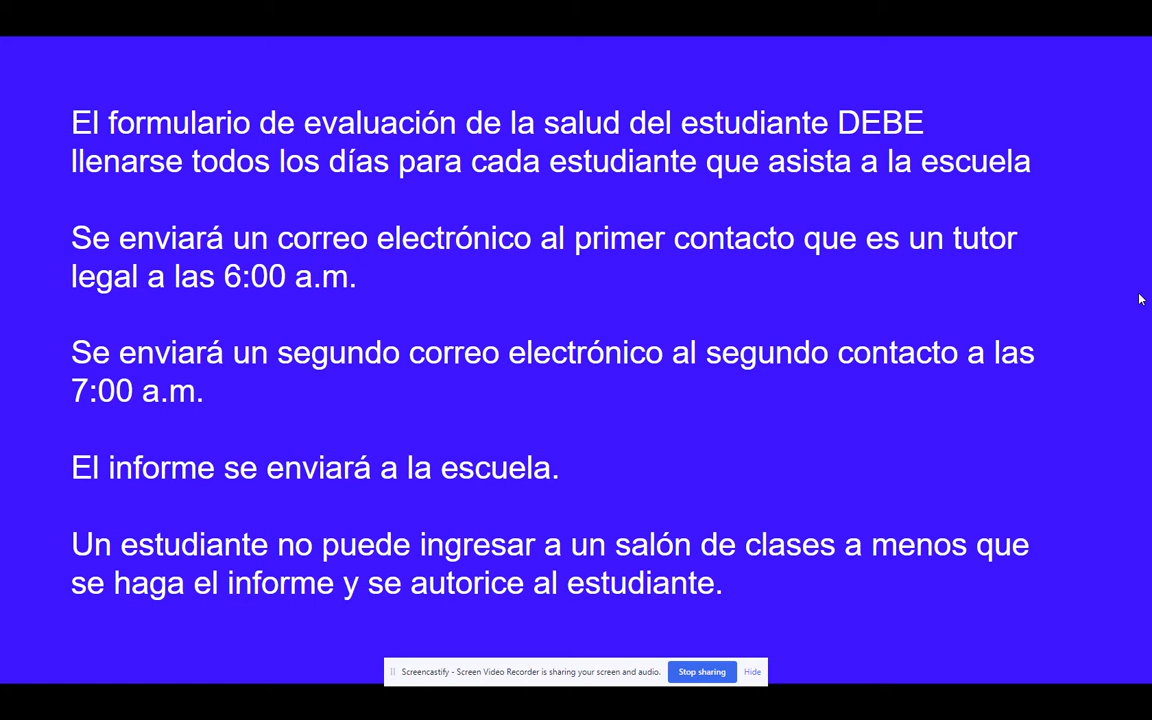 El formulario de evaluación de la salud del estudiante DEBE
llenarse todos los días para cada estudiante que asista a la escuela
Se enviará un correo electrónico al primer contacto que es un tutor
legal a las 6:00 a.m.
Se enviará un segundo correo electrónico al segundo contacto a las
7:00 a.m.
El informe se enviará a la escuela.
Un estudiante no puede ingresar a un salón de clases a menos que
se haga el informe y se autorice al estudiante.
Screencastify - Screen Video Recorder is sharing your screen and audio. Stop sharing Hide